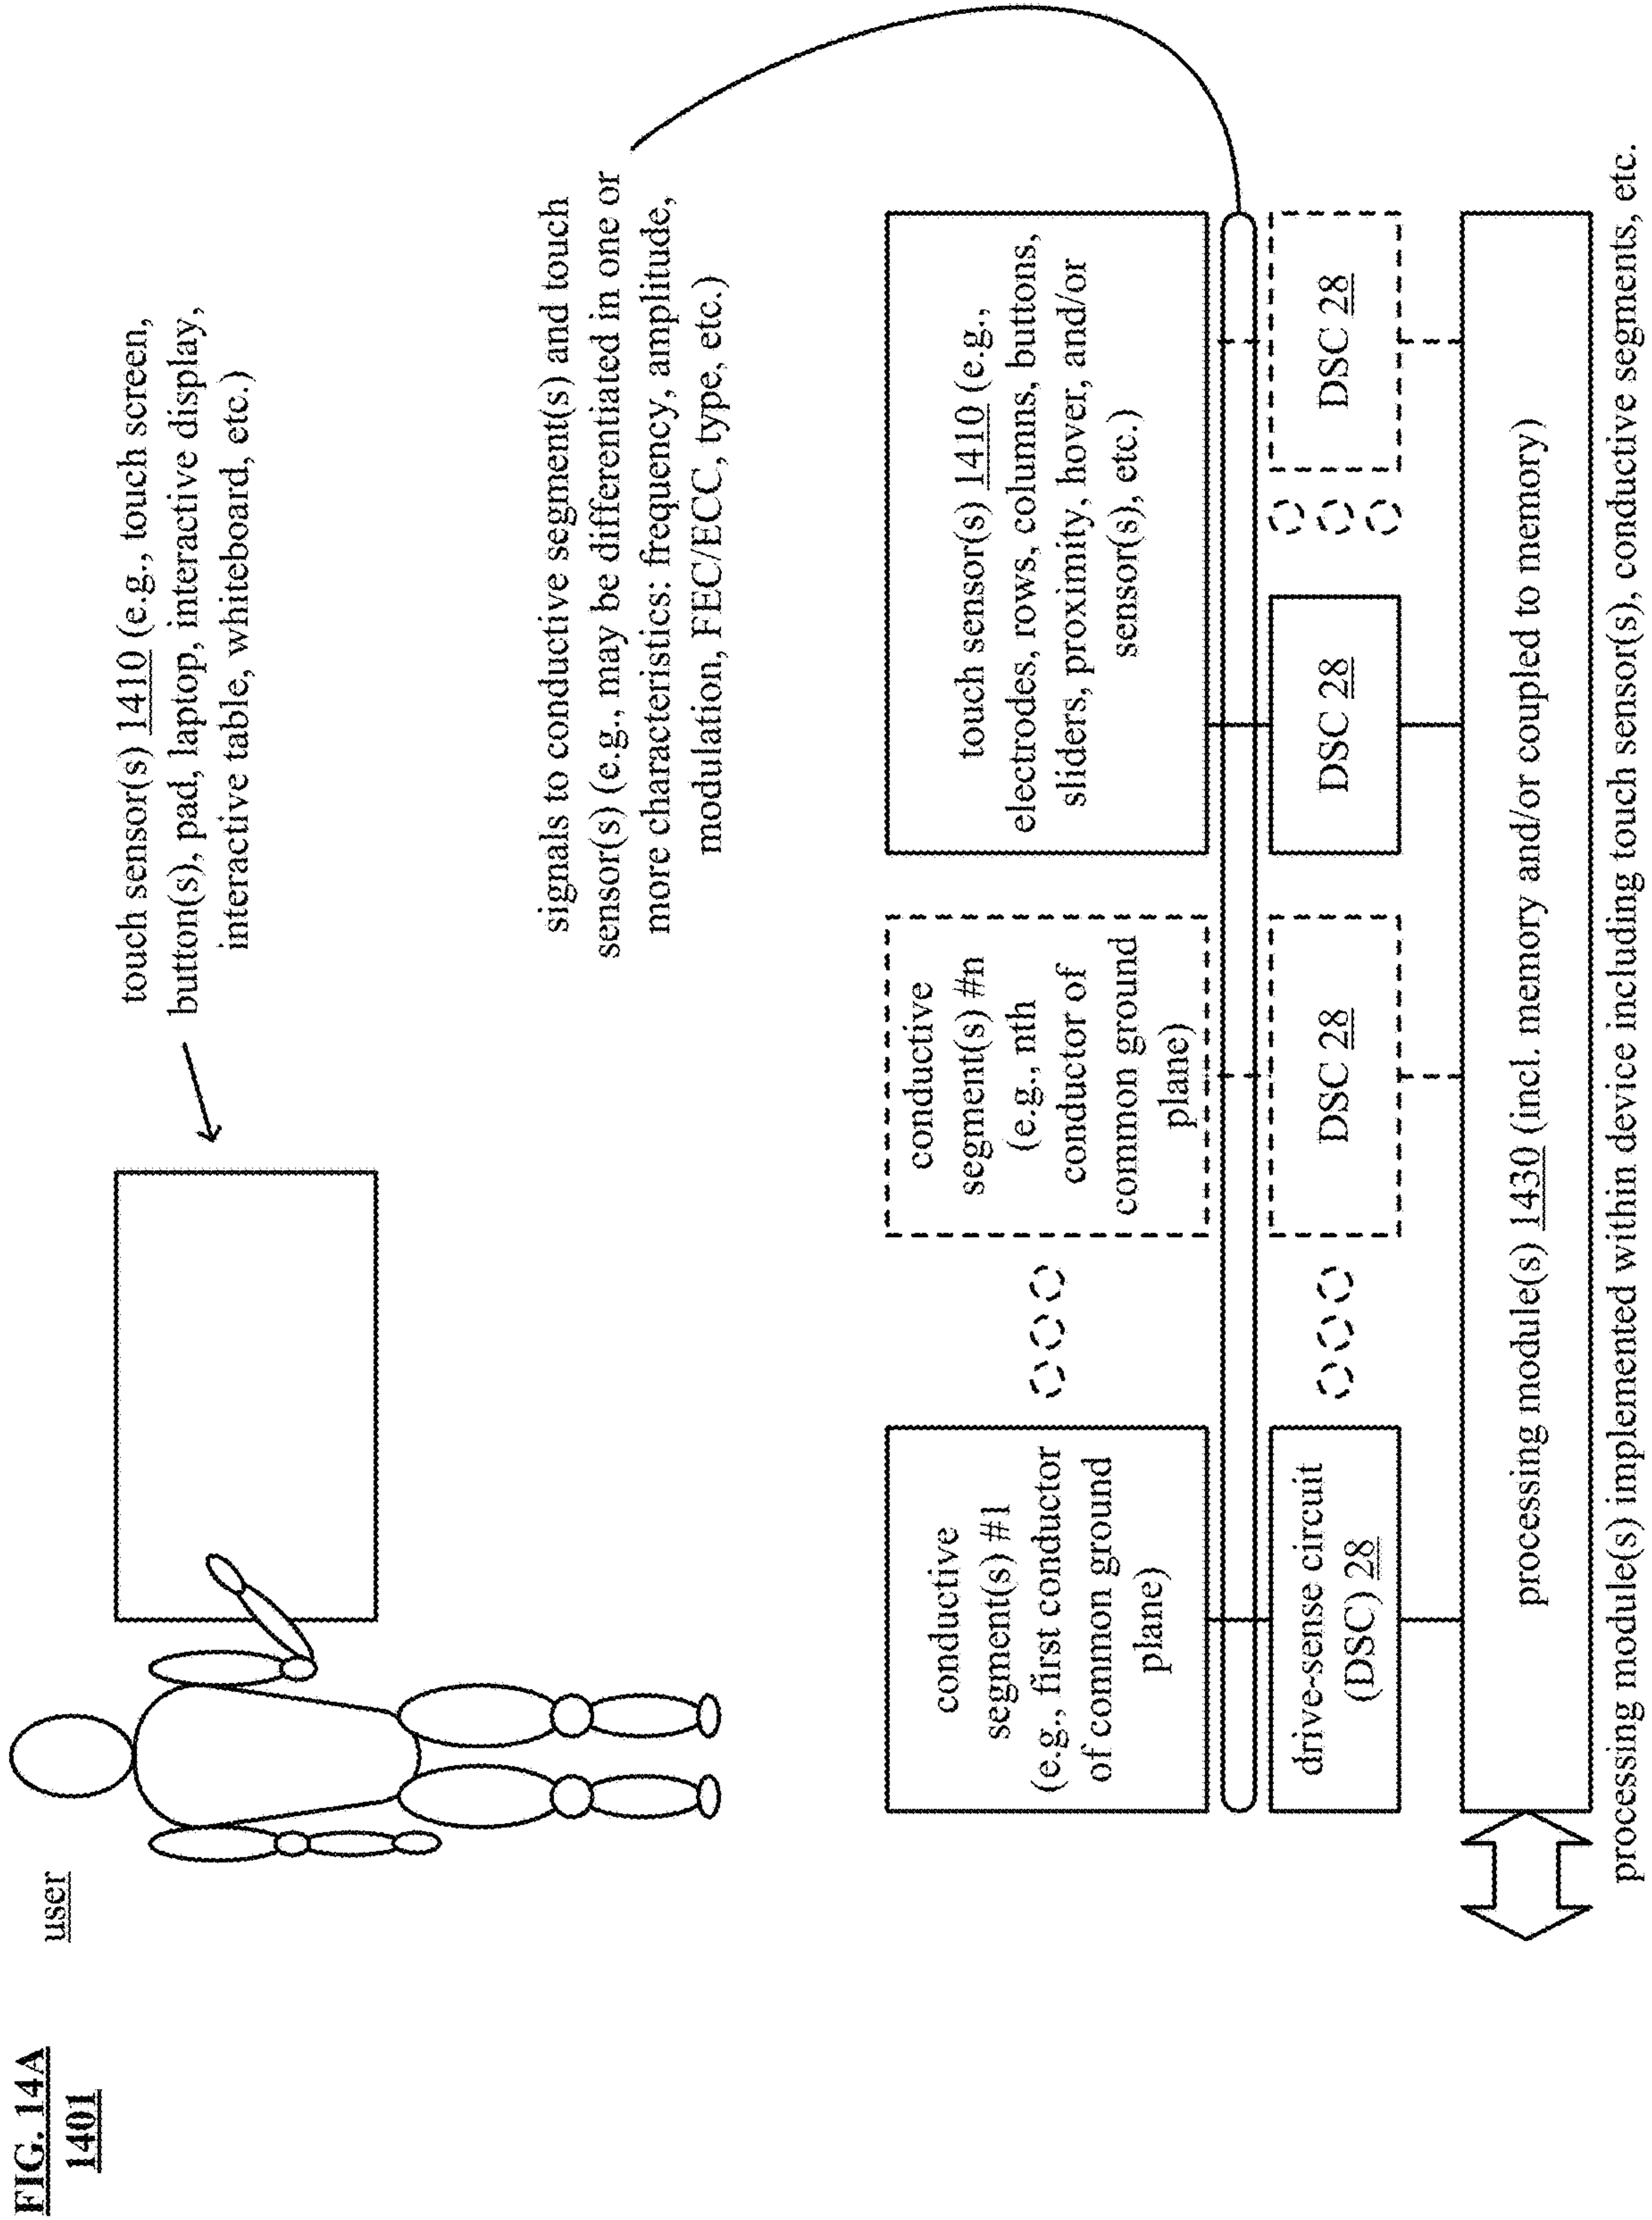 FIG. 14A
1401
user
touch sensor(s) 1410 (e.g., touch screen,
button(s), pad, laptop, interactive display,
interactive table, whiteboard, etc.)
signals to conductive segment(s) and touch
sensor(s) (e.g., may be differentiated in one or
more characteristics: frequency, amplitude,
modulation, FEC/ECC, type, etc.)
conductive
segment(s) #1
(e.g., first conductor
of common ground
plane)
conductive
segment(s) #n
(e.g., nth
conductor of
common ground
plane)
touch sensor(s) 1410 (e.g.,
electrodes, rows, columns, buttons,
sliders, proximity, hover, and/or
sensor(s), etc.)
drive-sense circuit
(DSC) 28
DSC 28
DSC 28
DSC 28
processing module(s) 1430 (incl. memory and/or coupled to memory)
processing module(s) implemented within device including touch sensor(s), conductive segments, etc.